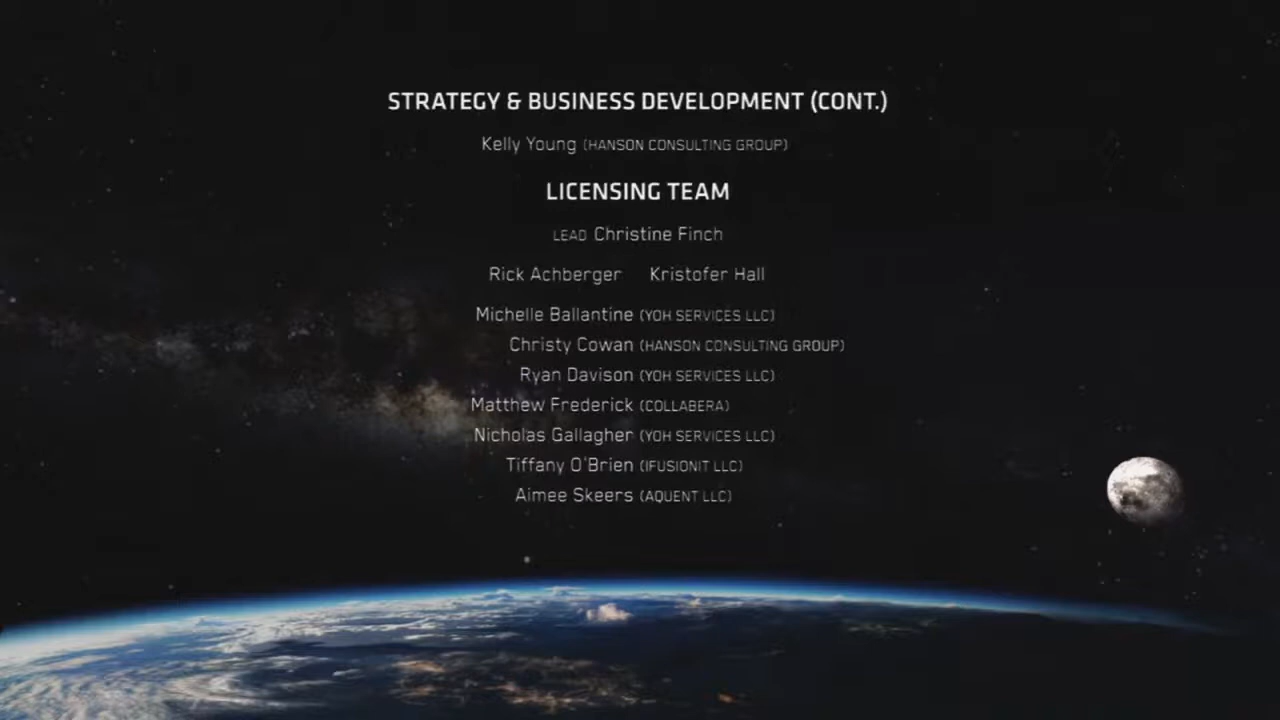 STRATEGY & BUSINESS DEVELOPMENT (CONT.)
Kelly Young (HANSON CONSULTING GROUP)
LICENSING TEAM
LEAD Christine Finch
Rick Achberger Kristofer Hall
Michelle Ballantine (YOH SERVICES LLC)
Christy Cowan (HANSON CONSULTING GROUP)
Ryan Davison (YOH SERVICES LLC)
Matthew Frederick (COLLABERA)
Nicholas Gallagher (YOH SERVICES LLC)
Tiffany O'Brien (IFUSIONIT LLC)
Aimee Skeers (AQUENT LLC)